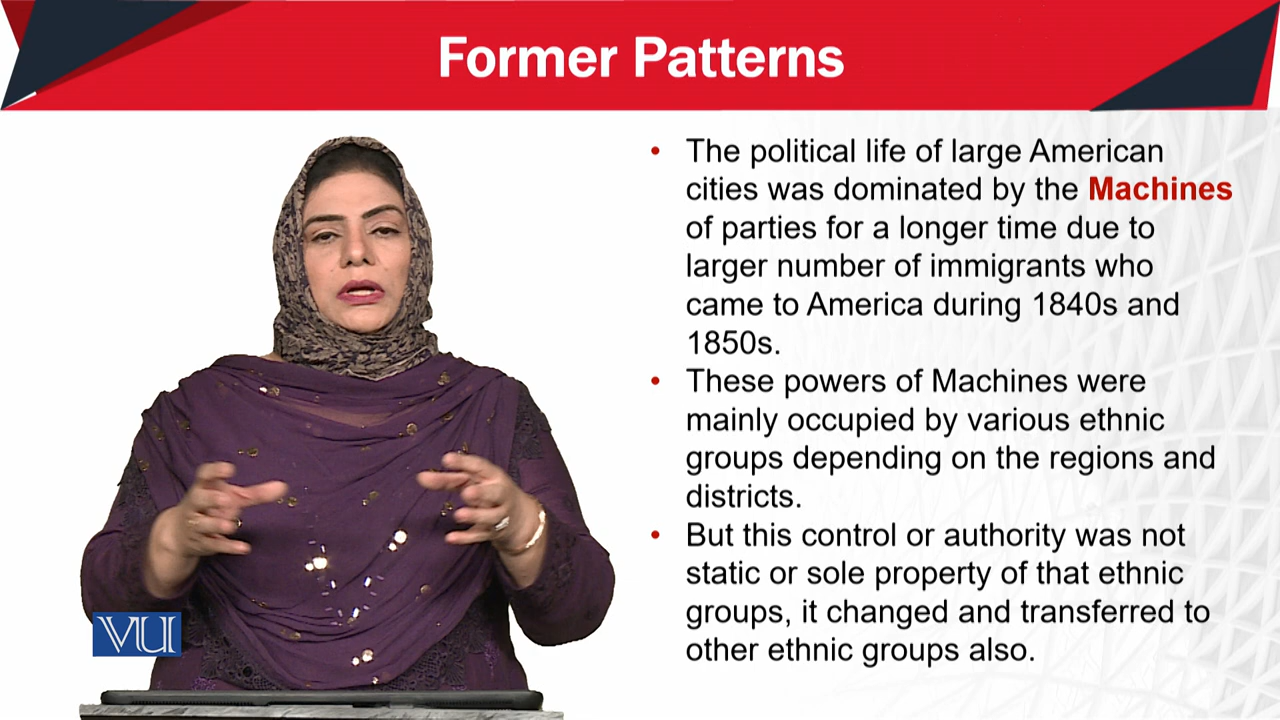 Former Patterns
• The political life of large American
cities was dominated by the Machines
of parties for a longer time due to
larger number of immigrants who
came to America during 1840s and
1850s.
• These powers of Machines were
mainly occupied by various ethnic
groups depending on the regions and
districts.
• But this control or authority was not
static or sole property of that ethnic
groups, it changed and transferred to
other ethnic groups also.
VU